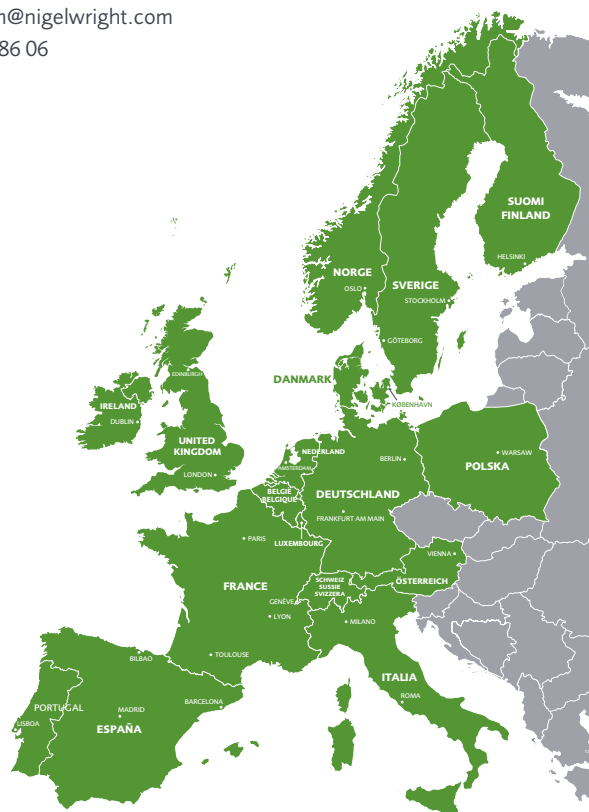 n@nigelwright.com
86 06
SUOMI
FINLAND
HELSINKI
NORGE
OSLO
SVERIGE
STOCKHOLM
GÖTEBORG
DANMARK
KØBENHAVN
EDINBURGH
IRELAND
DUBLIN
UNITED
KINGDOM
LONDON
NEDERLAND
AMSTERDAM
BELGIË
BELGIQUE
LUXEMBOURG
BERLIN
DEUTSCHLAND
FRANKFURT AM MAIN
WARSAW
POLSKA
PARIS
FRANCE
GENÈVE
LYON
TOULOUSE
SCHWEIZ
SUSSIE
SVIZZERA
VIENNA
ÖSTERREICH
MILANO
ITALIA
ROMA
BILBAO
BARCELONA
MADRID
ESPAÑA
PORTUGAL
LISBOA